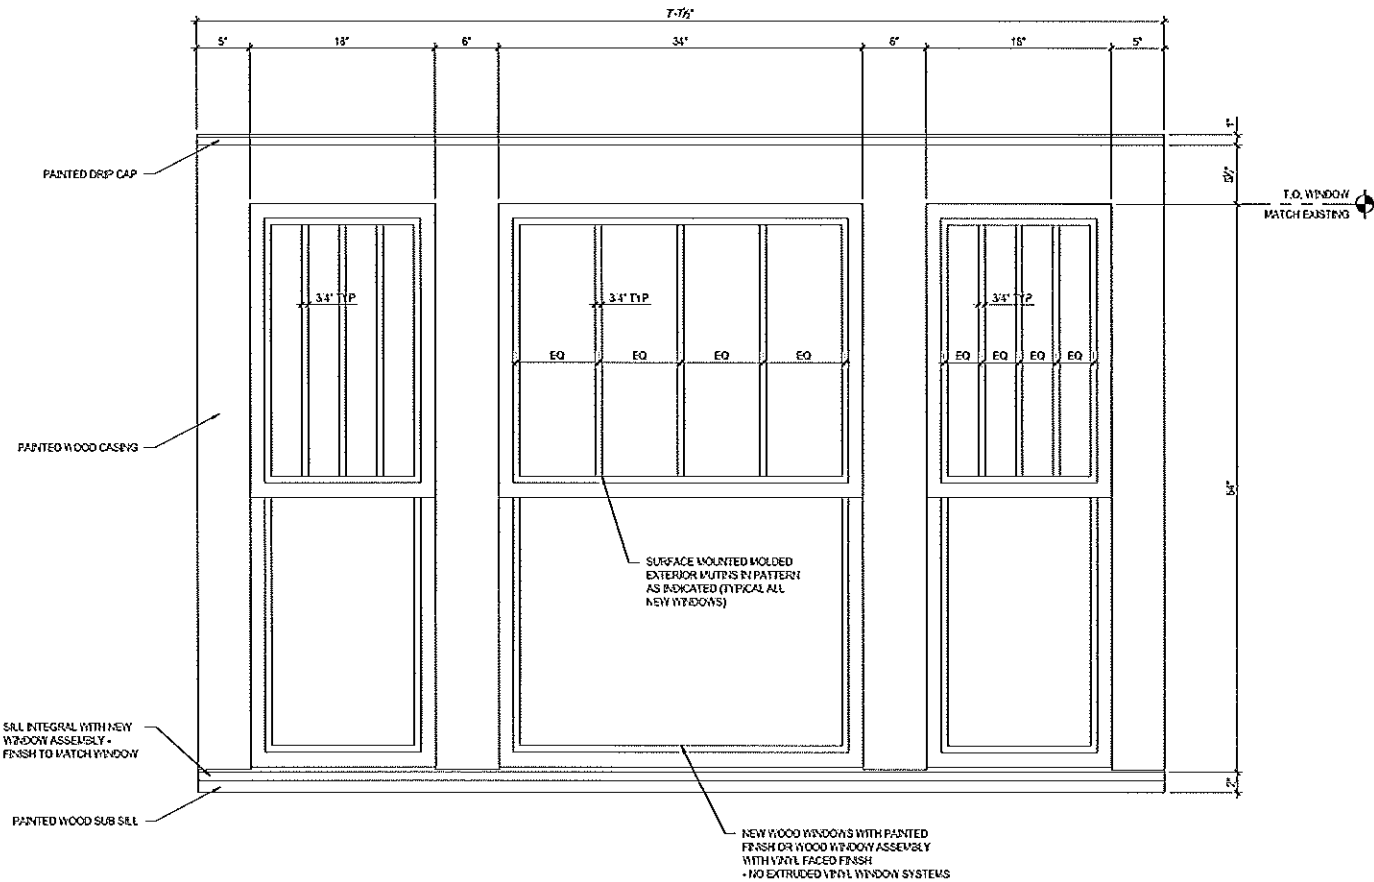 7'-7½"
5" 18" 6" 34" 6" 18" 5"
1"
PAINTED DRIP CAP
5½"
T.O. WINDOW
MATCH EXISTING
3/4" TYP 3/4" TYP 3/4" TYP
EQ EQ EQ EQ EQ EQ EQ EQ
PAINTED WOOD CASING
54"
SURFACE MOUNTED MOLDED
EXTERIOR MUTINS IN PATTERN
AS INDICATED (TYPICAL ALL
NEW WINDOWS)
SILL INTEGRAL WITH NEW
WINDOW ASSEMBLY -
FINISH TO MATCH WINDOW
2"
PAINTED WOOD SUB SILL
NEW WOOD WINDOWS WITH PAINTED
FINISH OR WOOD WINDOW ASSEMBLY
WITH VINYL FACED FINISH
- NO EXTRUDED VINYL WINDOW SYSTEMS